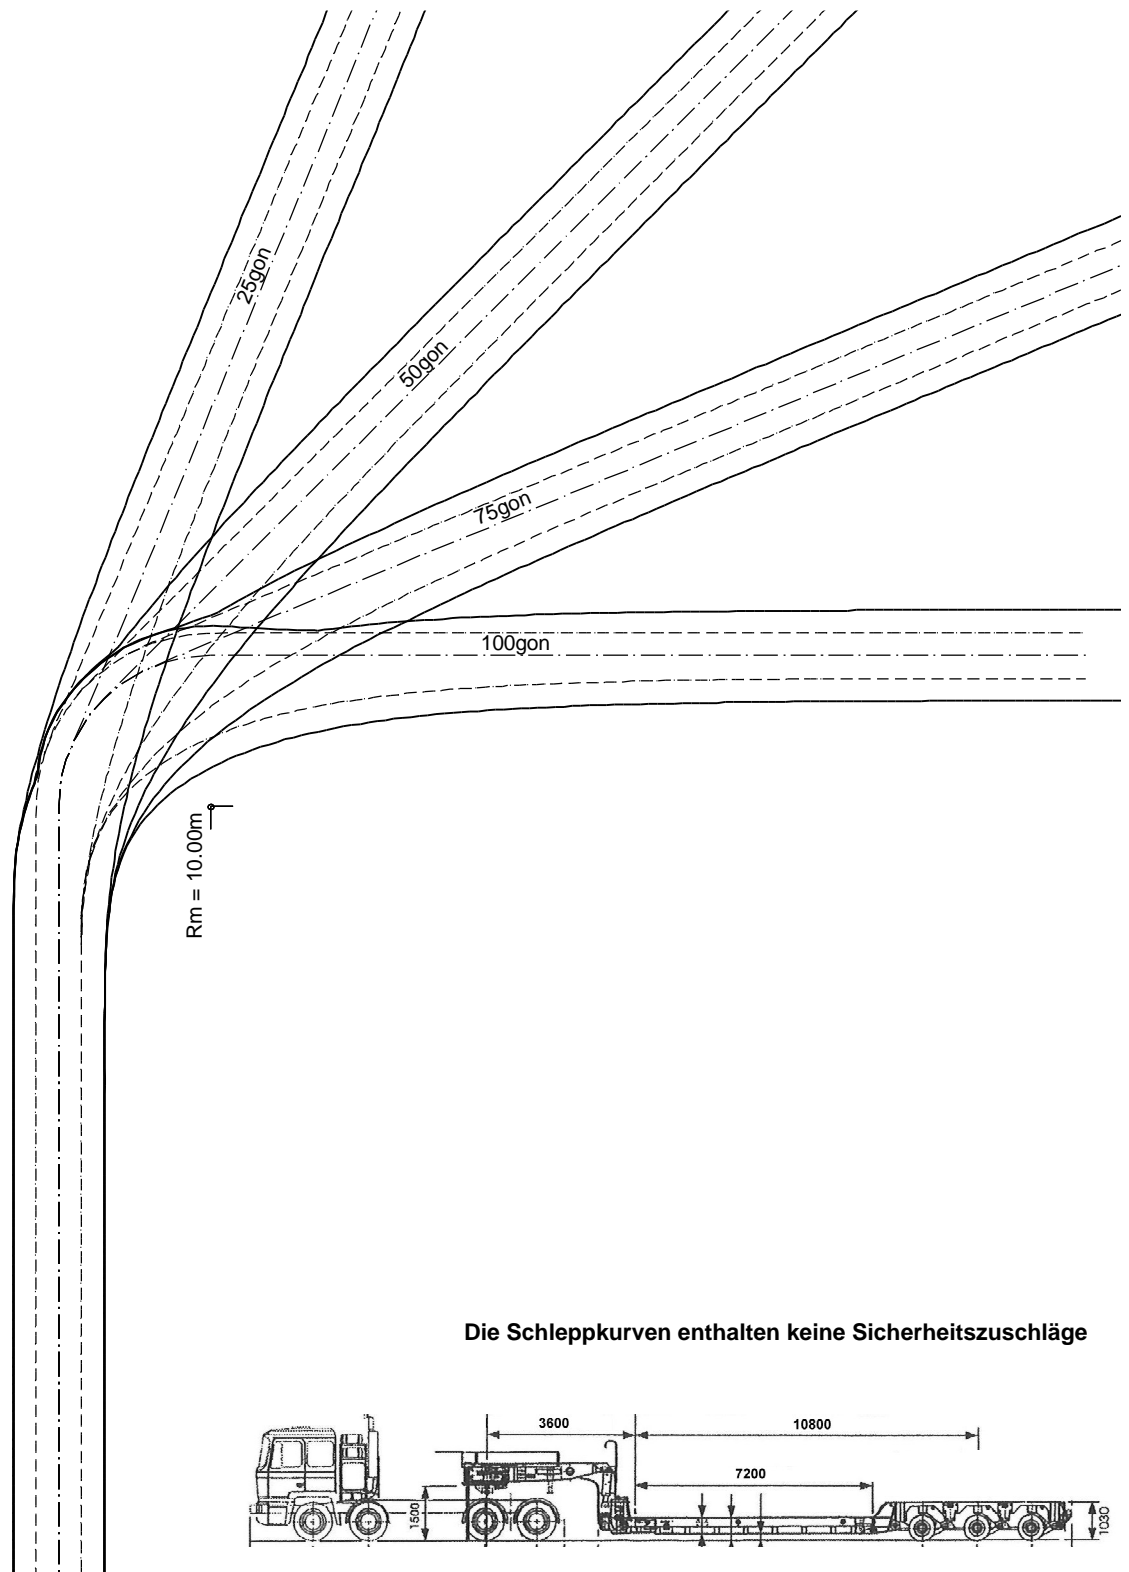 25gon
50gon
75gon
100gon
Rm = 10.00m
Die Schleppkurven enthalten keine Sicherheitszuschläge
3600
10800
7200
1500
1030